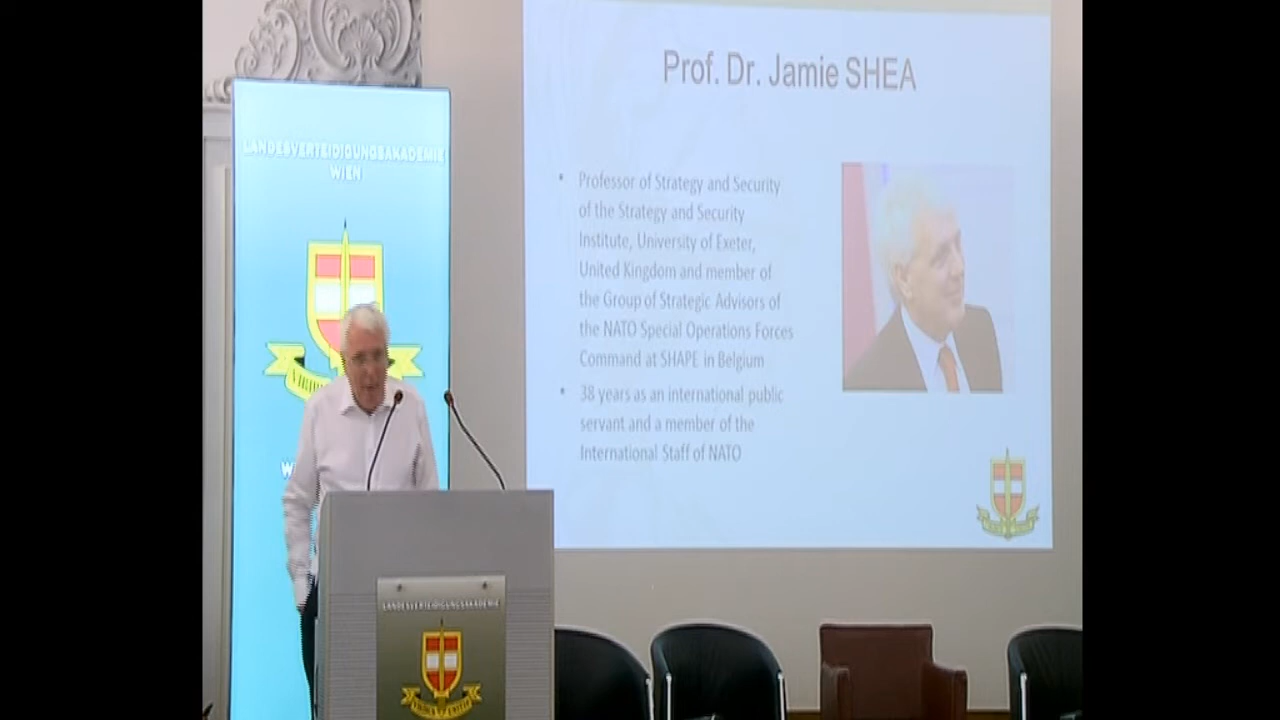 Prof. Dr. Jamie SHEA
LANDESVERTEIDIGUNGSAKADEMIE
WIEN
• Professor of Strategy and Security
of the Strategy and Security
Institute, University of Exeter,
United Kingdom and member of
the Group of Strategic Advisors of
the NATO Special Operations Forces
Command at SHAPE in Belgium
• 38 years as an international public
servant and a member of the
International Staff of NATO
LANDESVERTEIDIGUNGSAKADEMIE